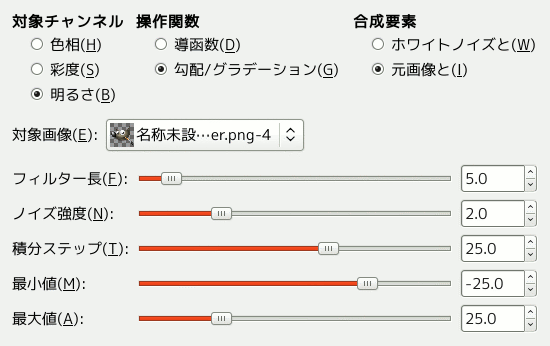 対象チャンネル 操作関数 合成要素
色相(H) 導函数(D) ホワイトノイズと(W)
彩度(S) 勾配/グラデーション(G) 元画像と(I)
明るさ(B)
対象画像(E): 名称未設…er.png-4
フィルター長(F): 5.0
ノイズ強度(N): 2.0
積分ステップ(T): 25.0
最小値(M): -25.0
最大値(A): 25.0